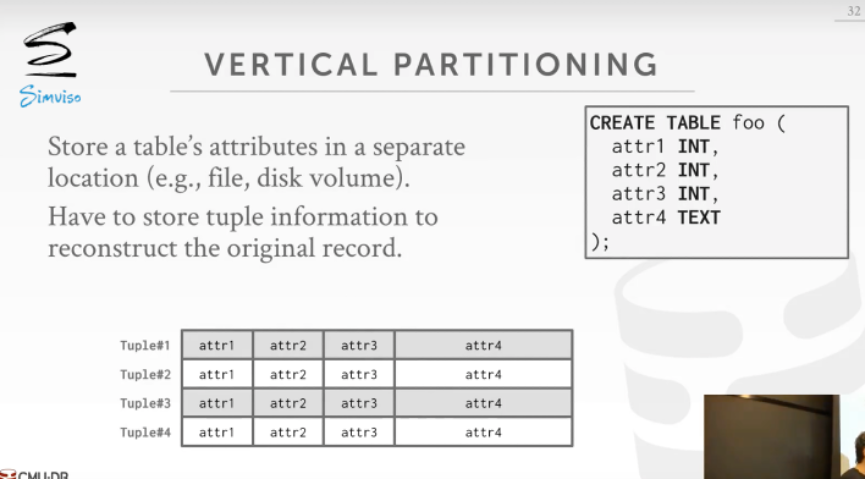 32
Simviso
VERTICAL PARTITIONING
Store a table's attributes in a separate
location (e.g., file, disk volume).
Have to store tuple information to
reconstruct the original record.
CREATE TABLE foo (
attr1 INT,
attr2 INT,
attr3 INT,
attr4 TEXT
);
Tuple#1 attr1 attr2 attr3 attr4
Tuple#2 attr1 attr2 attr3 attr4
Tuple#3 attr1 attr2 attr3 attr4
Tuple#4 attr1 attr2 attr3 attr4
CMU·DB